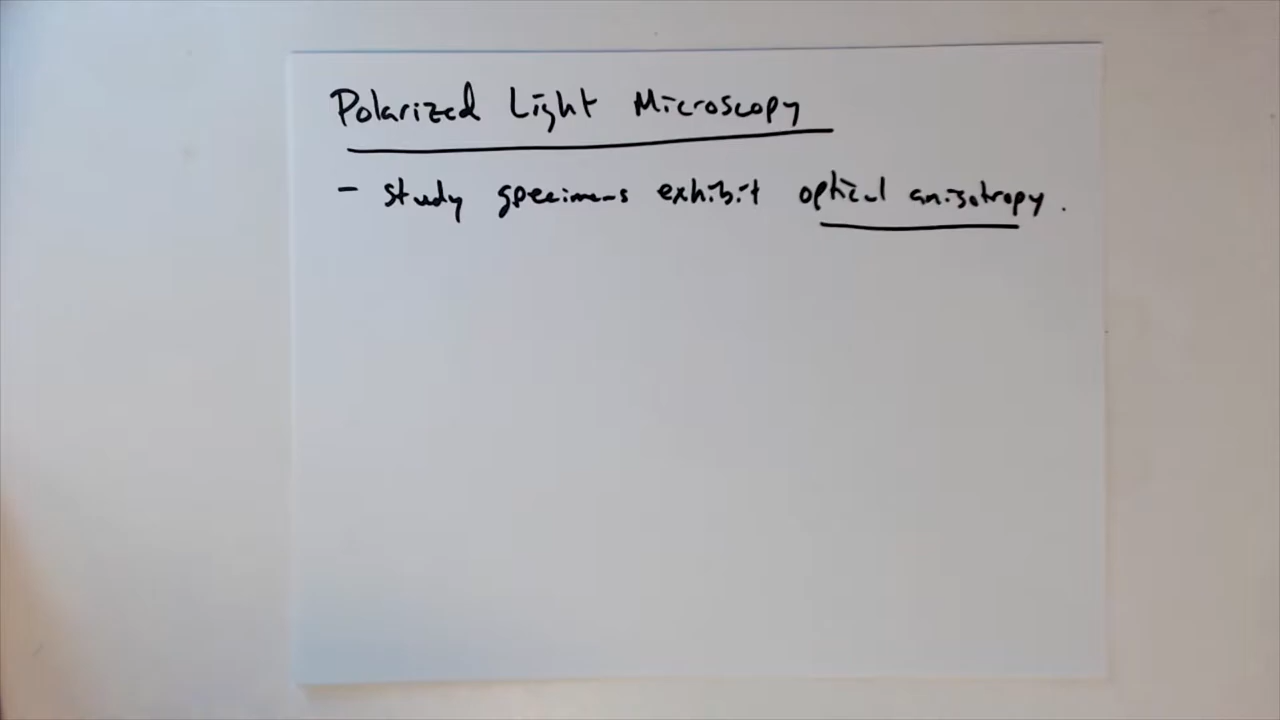 Polarized Light Microscopy
- study specimens exhibit optical anisotropy.